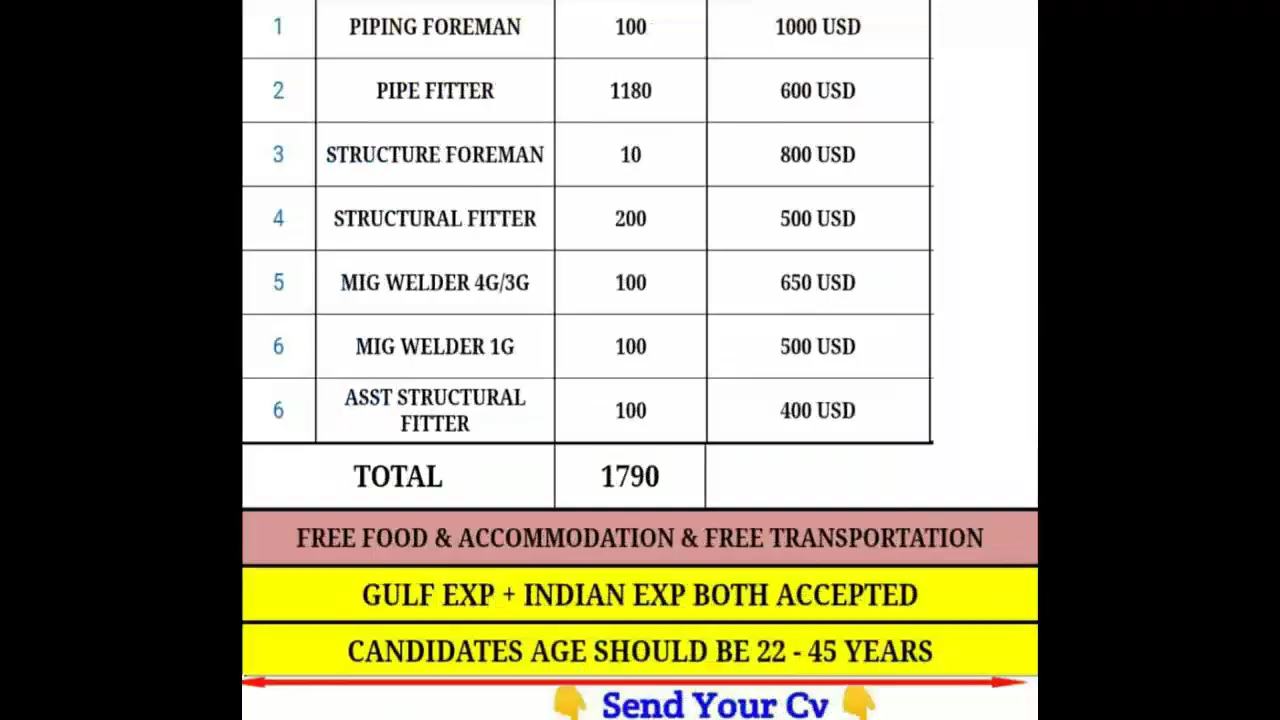 1 PIPING FOREMAN 100 1000 USD
2 PIPE FITTER 1180 600 USD
3 STRUCTURE FOREMAN 10 800 USD
4 STRUCTURAL FITTER 200 500 USD
5 MIG WELDER 4G/3G 100 650 USD
6 MIG WELDER 1G 100 500 USD
6 ASST STRUCTURAL FITTER 100 400 USD
TOTAL 1790
FREE FOOD & ACCOMMODATION & FREE TRANSPORTATION
GULF EXP + INDIAN EXP BOTH ACCEPTED
CANDIDATES AGE SHOULD BE 22 - 45 YEARS
👇 Send Your Cv 👇